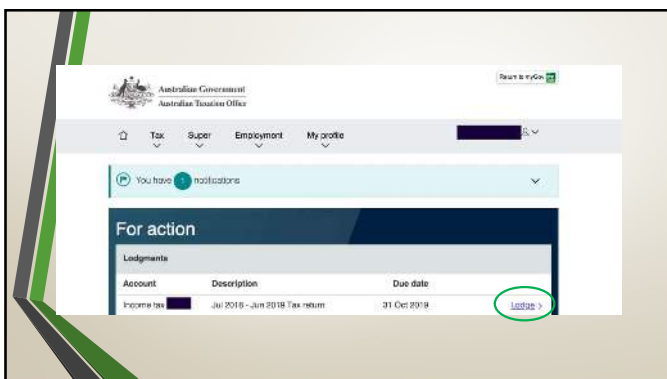 Australian Government
Australian Taxation Office
Return to myGov
Tax
Super
Employment
My profile
You have 1 notifications
For action
Lodgments
Account Description Due date
Income tax Jul 2018 - Jun 2019 Tax return 31 Oct 2019 Lodge >